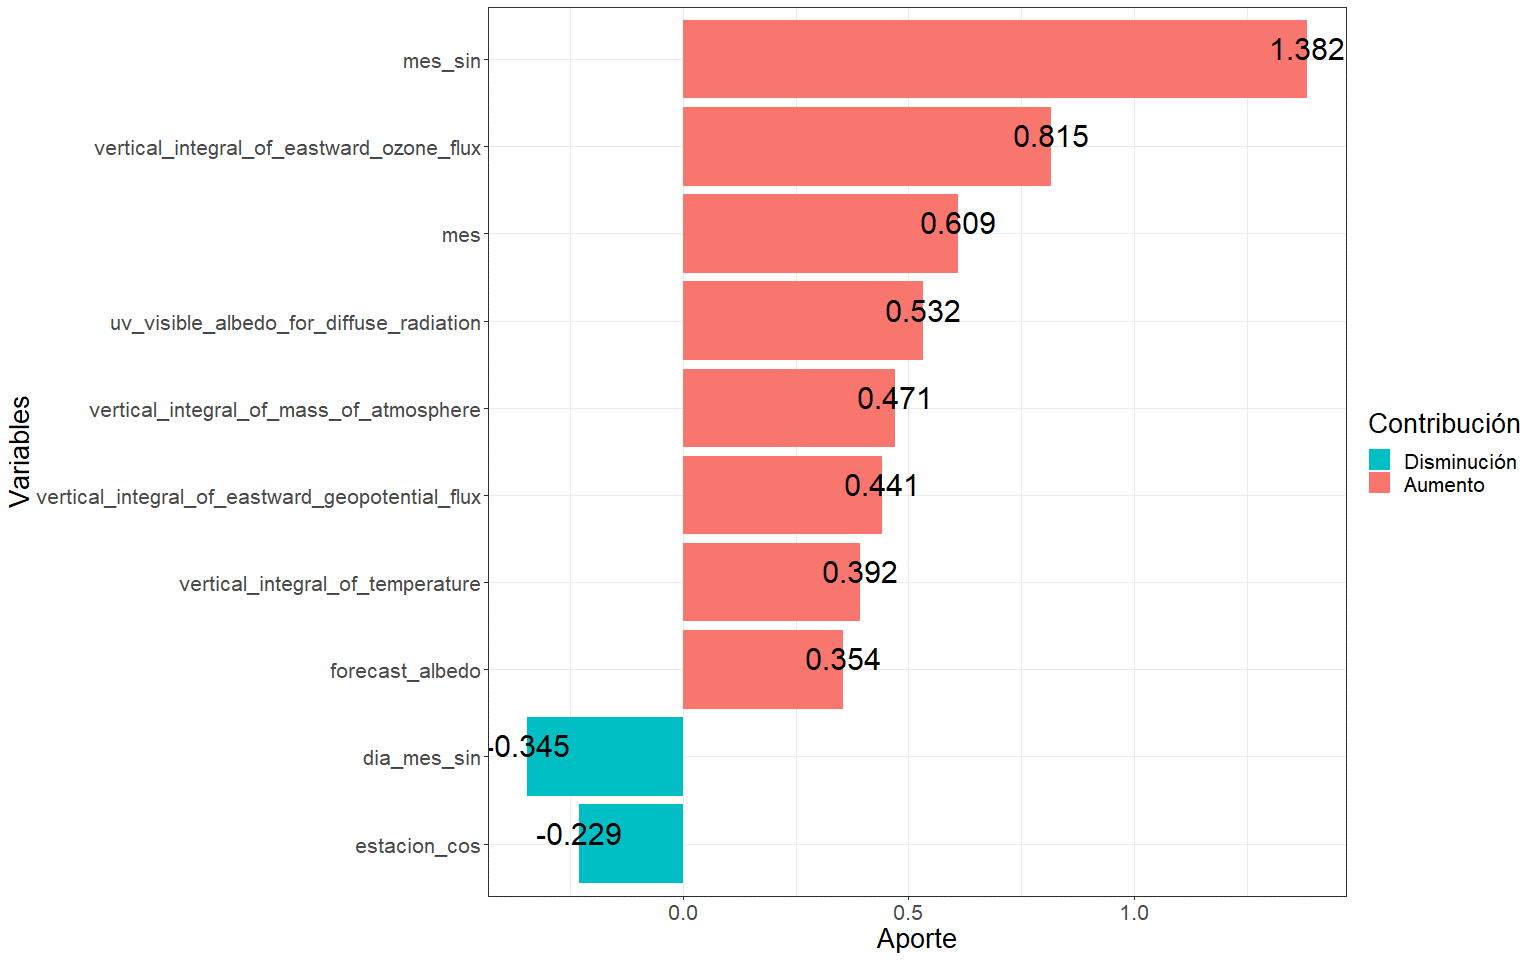 mes_sin
1.382
vertical_integral_of_eastward_ozone_flux
0.815
mes
0.609
uv_visible_albedo_for_diffuse_radiation
0.532
vertical_integral_of_mass_of_atmosphere
0.471
vertical_integral_of_eastward_geopotential_flux
0.441
vertical_integral_of_temperature
0.392
forecast_albedo
0.354
dia_mes_sin
-0.345
estacion_cos
-0.229
Variables
0.0 0.5 1.0
Aporte
Contribución
Disminución
Aumento